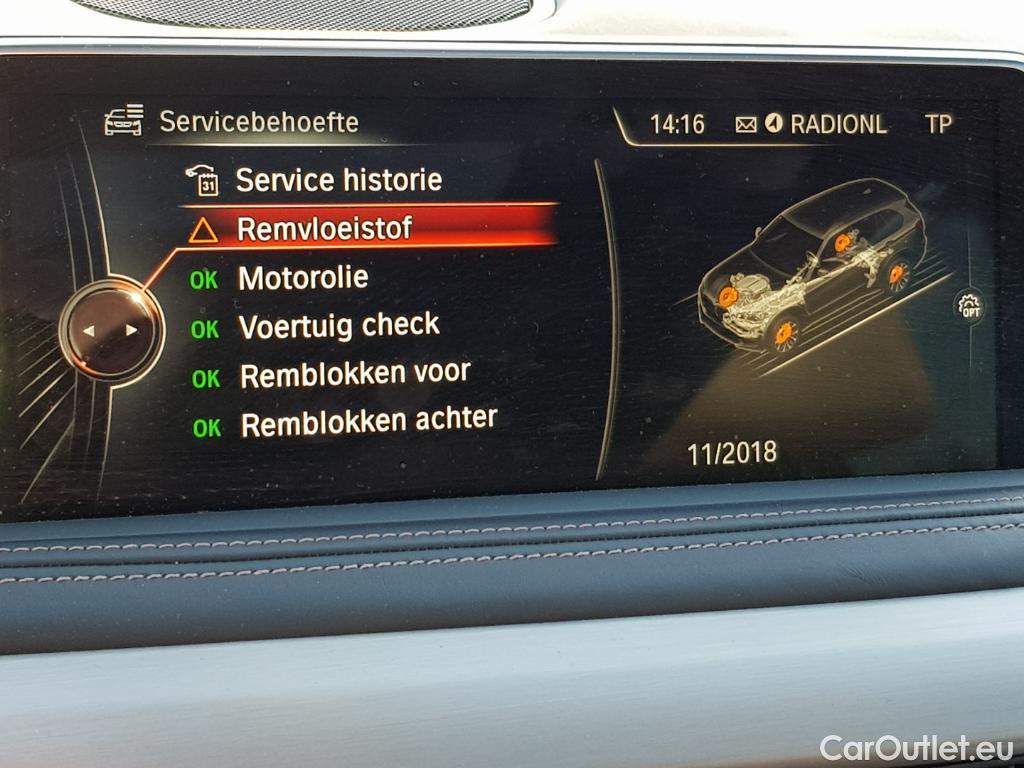 Servicebehoefte
14:16 RADIONL TP
31 Service historie
Remvloeistof
OK Motorolie
OK Voertuig check
OK Remblokken voor
OK Remblokken achter
OPT
11/2018
CarOutlet.eu